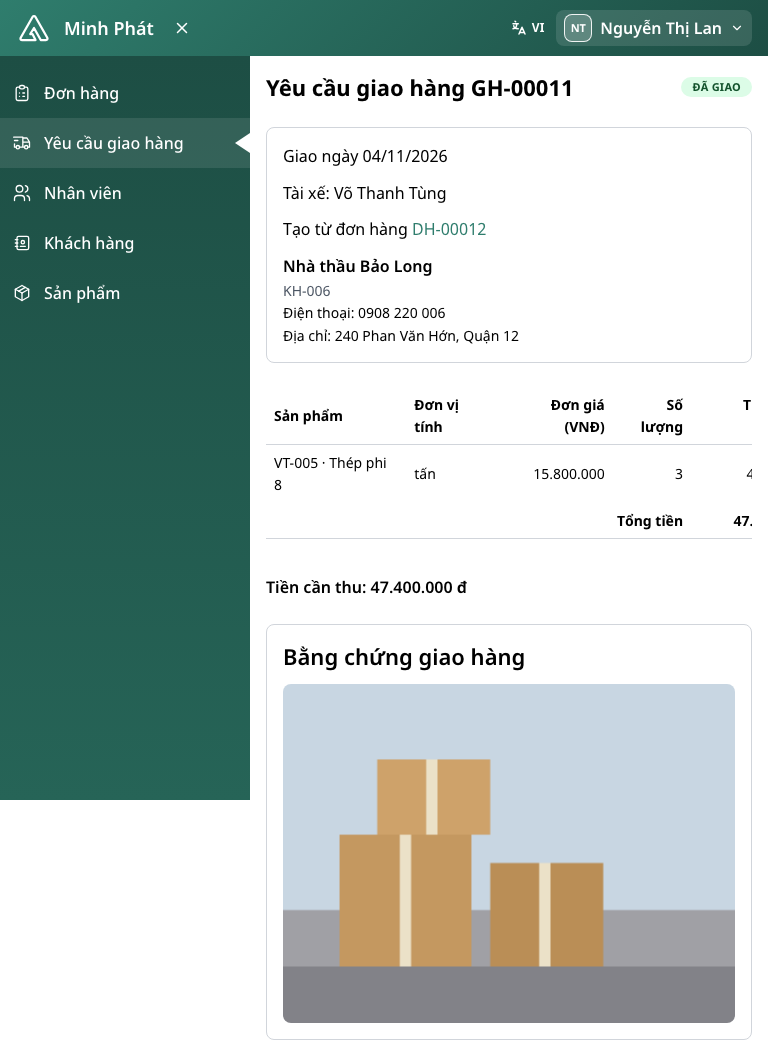 Minh Phát
VI
NT
Nguyễn Thị Lan
Đơn hàng
Yêu cầu giao hàng
Nhân viên
Khách hàng
Sản phẩm
Yêu cầu giao hàng GH-00011
ĐÃ GIAO
Giao ngày 04/11/2026
Tài xế: Võ Thanh Tùng
Tạo từ đơn hàng DH-00012
Nhà thầu Bảo Long
KH-006
Điện thoại: 0908 220 006
Địa chỉ: 240 Phan Văn Hớn, Quận 12
Sản phẩm
Đơn vị
tính
Đơn giá
(VNĐ)
Số
lượng
VT-005 · Thép phi
8
tấn
15.800.000
3
Tổng tiền
47.
Tiền cần thu: 47.400.000 đ
Bằng chứng giao hàng